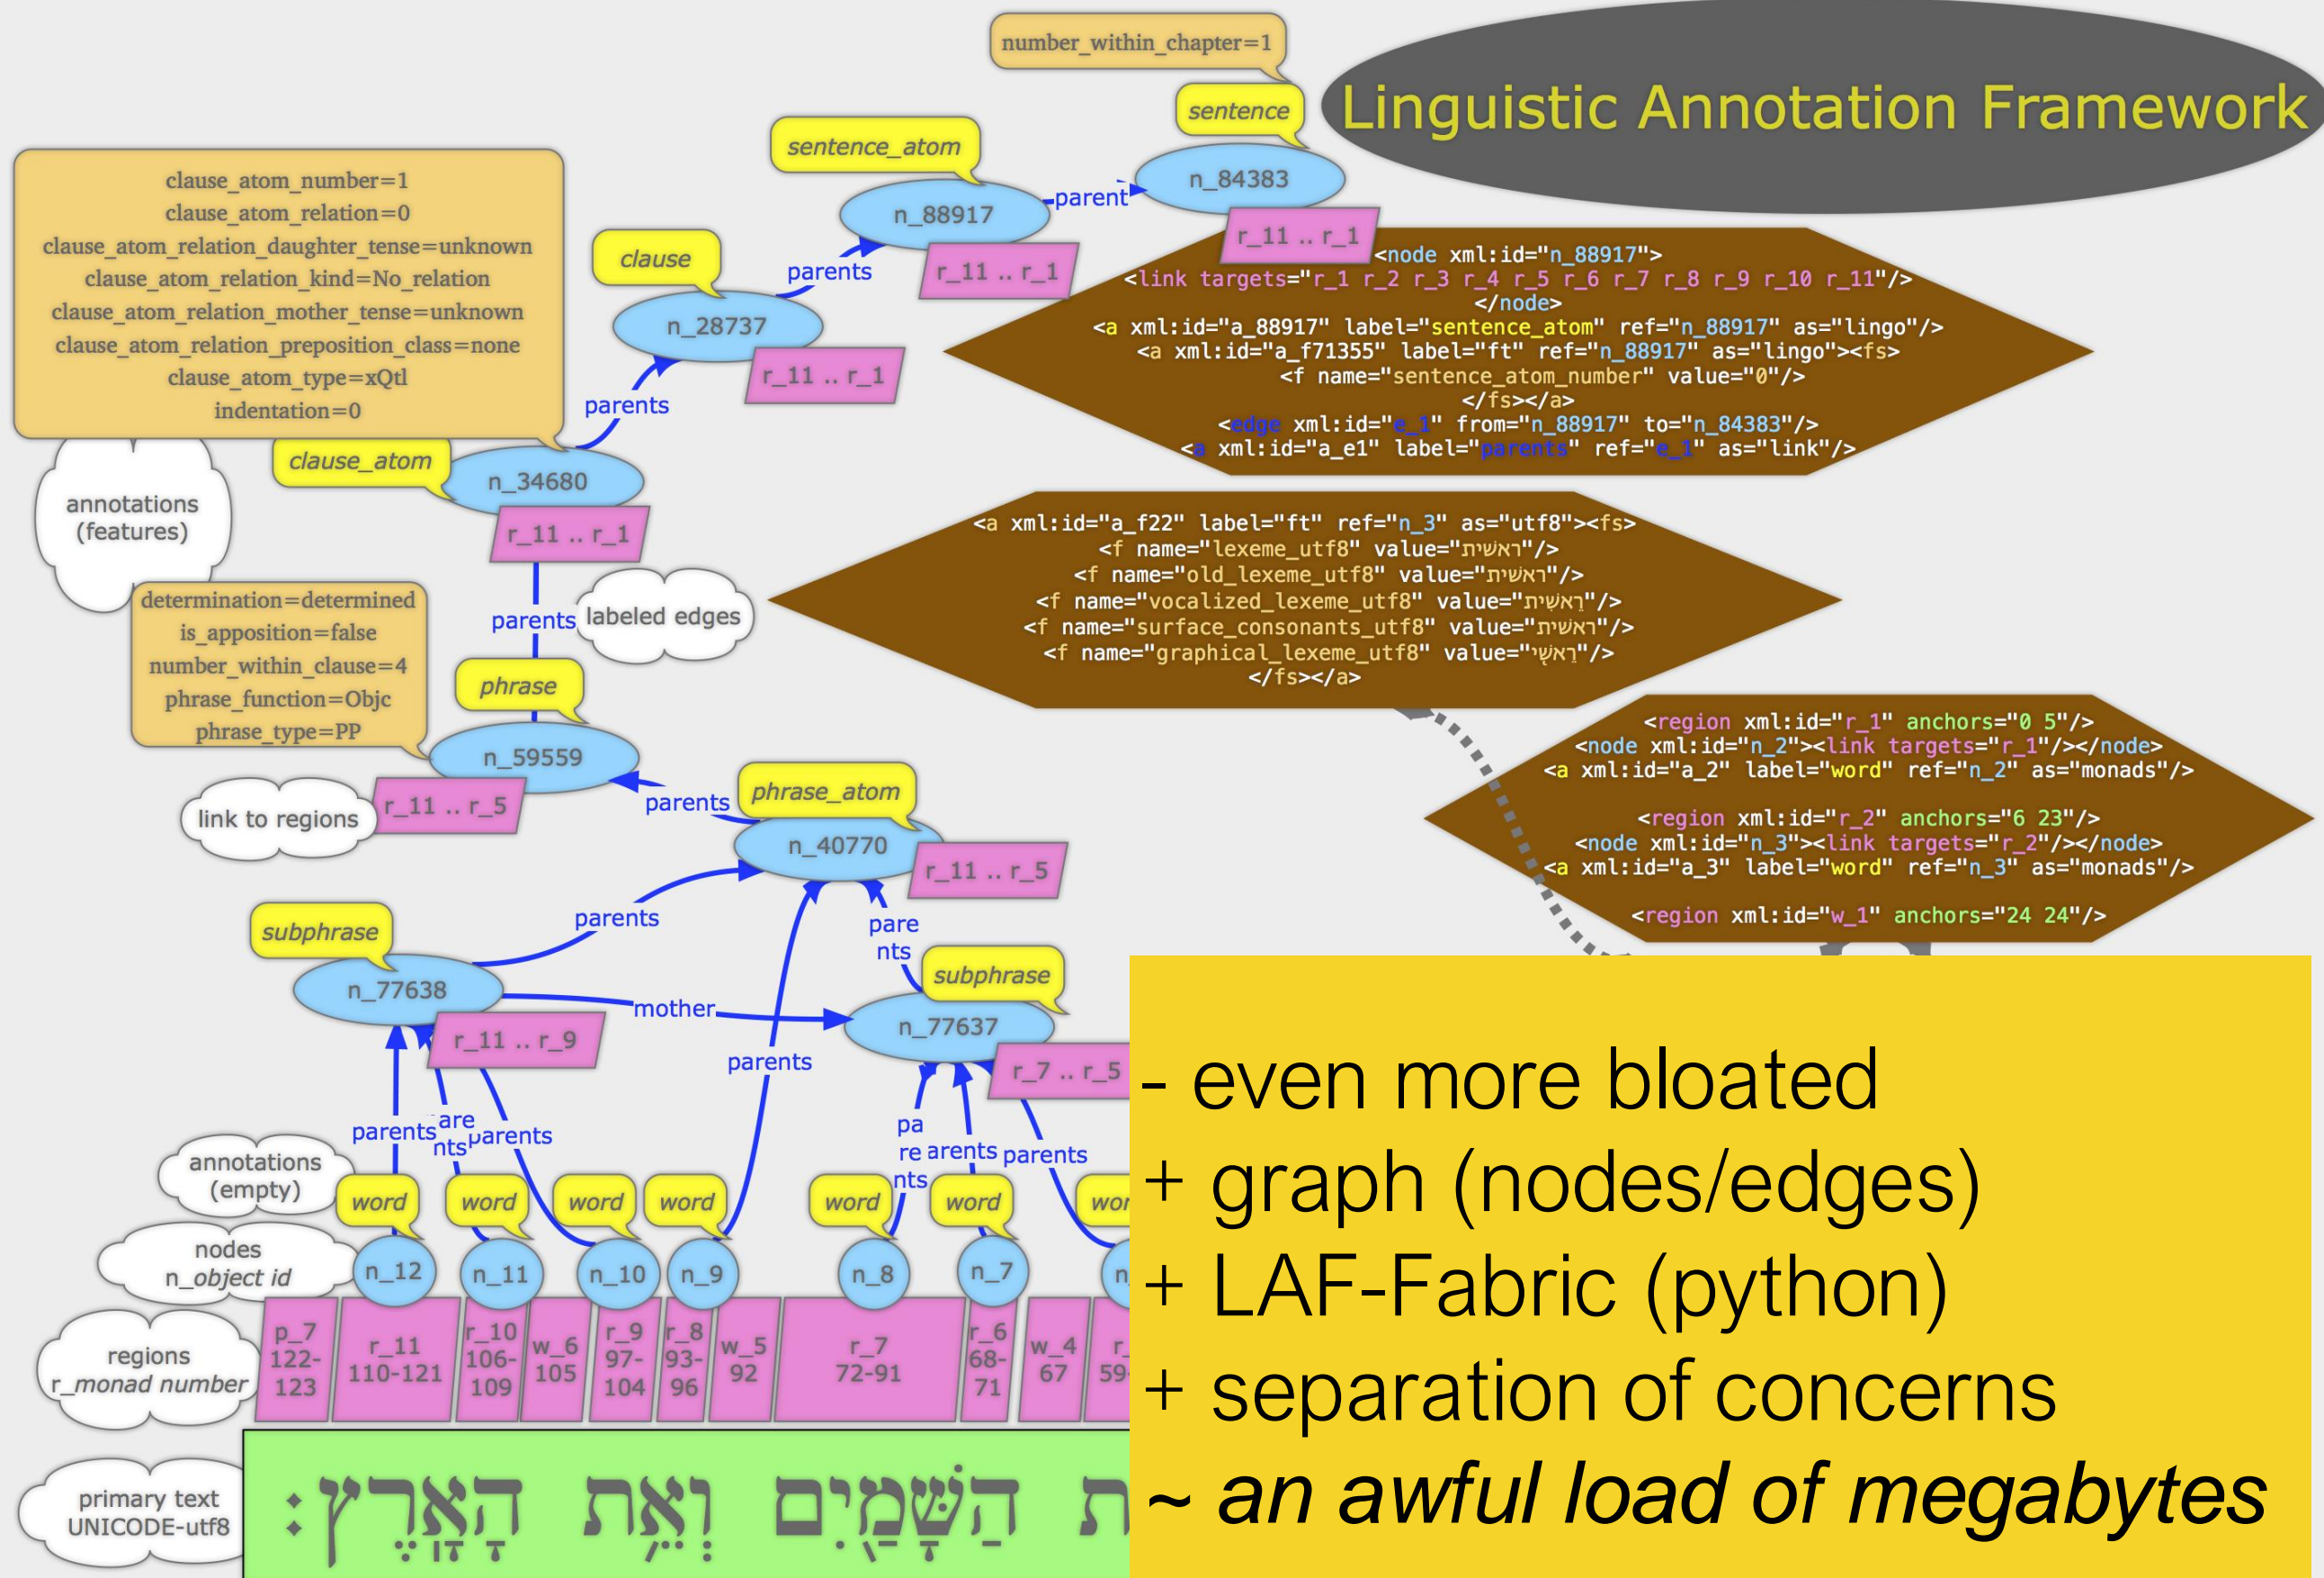 number_within_chapter=1
Linguistic Annotation Framework
sentence
sentence_atom
n_84383
parent
n_88917
r_11 .. r_1
r_11 .. r_1
clause
parents
n_28737
r_11 .. r_1
parents
clause_atom_number=1
clause_atom_relation=0
clause_atom_relation_daughter_tense=unknown
clause_atom_relation_kind=No_relation
clause_atom_relation_mother_tense=unknown
clause_atom_relation_preposition_class=none
clause_atom_type=xQtl
indentation=0
<node xml:id="n_88917">
<link targets="r_1 r_2 r_3 r_4 r_5 r_6 r_7 r_8 r_9 r_10 r_11"/>
</node>
<a xml:id="a_88917" label="sentence_atom" ref="n_88917" as="lingo"/>
<a xml:id="a_f71355" label="ft" ref="n_88917" as="lingo"><fs>
<f name="sentence_atom_number" value="0"/>
</fs></a>
<edge xml:id="e_1" from="n_88917" to="n_84383"/>
<a xml:id="a_e1" label="parents" ref="e_1" as="link"/>
clause_atom
n_34680
r_11 .. r_1
annotations
(features)
parents
labeled edges
<a xml:id="a_f22" label="ft" ref="n_3" as="utf8"><fs>
<f name="lexeme_utf8" value="ראשית"/>
<f name="old_lexeme_utf8" value="ראשית"/>
<f name="vocalized_lexeme_utf8" value="רֵאשִׁית"/>
<f name="surface_consonants_utf8" value="ראשית"/>
<f name="graphical_lexeme_utf8" value="רֵאשִׁ֖י"/>
</fs></a>
determination=determined
is_apposition=false
number_within_clause=4
phrase_function=Objc
phrase_type=PP
phrase
n_59559
link to regions
r_11 .. r_5
parents
phrase_atom
n_40770
r_11 .. r_5
<region xml:id="r_1" anchors="0 5"/>
<node xml:id="n_2"><link targets="r_1"/></node>
<a xml:id="a_2" label="word" ref="n_2" as="monads"/>
<region xml:id="r_2" anchors="6 23"/>
<node xml:id="n_3"><link targets="r_2"/></node>
<a xml:id="a_3" label="word" ref="n_3" as="monads"/>
<region xml:id="w_1" anchors="24 24"/>
subphrase
parents
pare
nts
n_77638
mother
subphrase
n_77637
r_11 .. r_9
parents
r_7 .. r_5
parents
are
nts
parents
pa
re
nts
arents
parents
annotations
(empty)
word
word
word
word
word
word
nodes
n_object id
n_12
n_11
n_10
n_9
n_8
n_7
regions
r_monad number
p_7
122-
123
r_11
110-121
r_10
106-
109
w_6
105
r_9
97-
104
r_8
93-
96
w_5
92
r_7
72-91
r_6
68-
71
w_4
67
59-
primary text
UNICODE-utf8
ת הַשָּׁמַ֖יִם וְאֵ֥ת הָאָֽרֶץ׃
- even more bloated
+ graph (nodes/edges)
+ LAF-Fabric (python)
+ separation of concerns
~ an awful load of megabytes